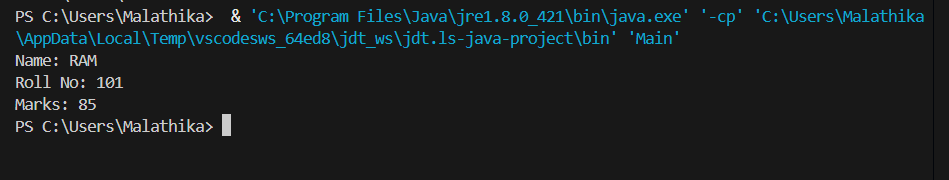 PS C:\Users\Malathika>  & 'C:\Program Files\Java\jre1.8.0_421\bin\java.exe' '-cp' 'C:\Users\Malathika
\AppData\Local\Temp\vscodesws_64ed8\jdt_ws\jdt.ls-java-project\bin' 'Main'
Name: RAM
Roll No: 101
Marks: 85
PS C:\Users\Malathika>